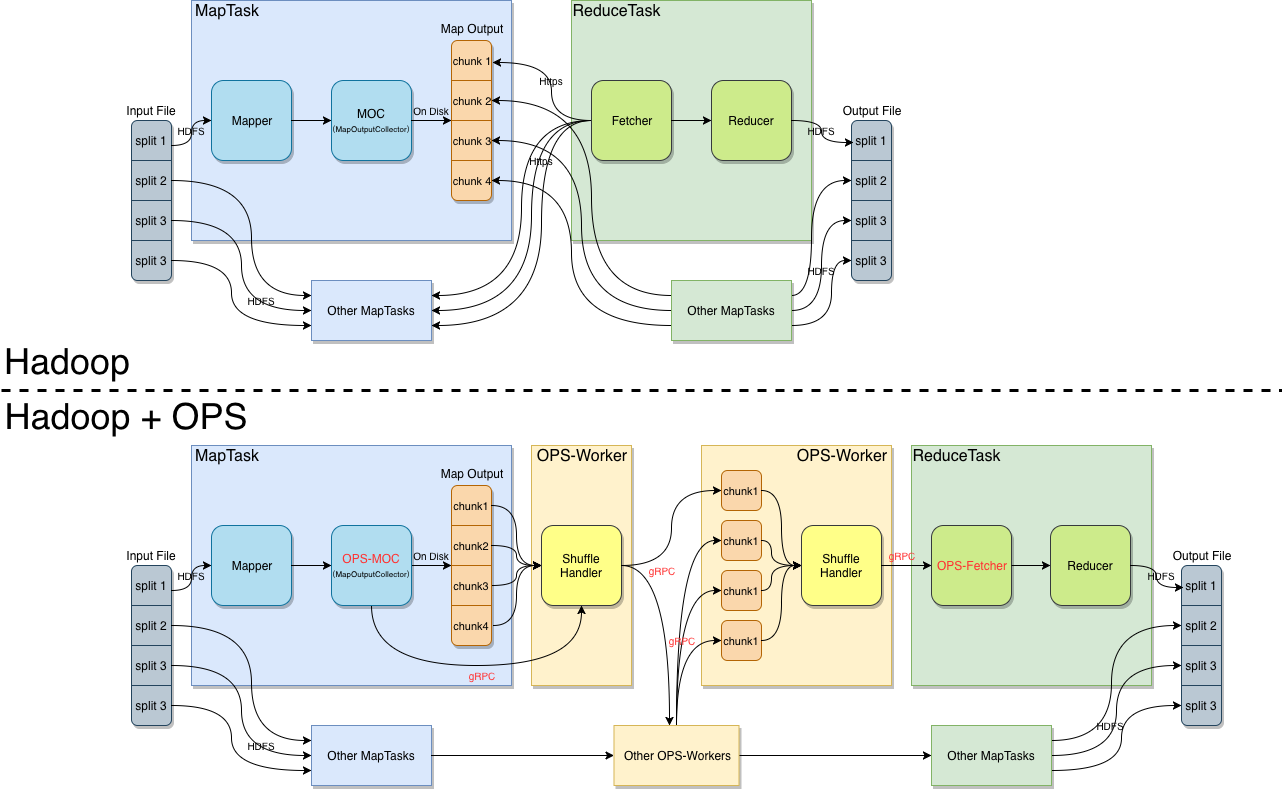 MapTask
ReduceTask
Map Output
chunk 1
Https
chunk 2
Input File
Output File
HDFS
Mapper
MOC
(MapOutputCollector)
On Disk
Fetcher
Reducer
HDFS
split 1
chunk 3
split 1
Https
split 2
chunk 4
split 2
split 3
split 3
split 3
split 3
HDFS
HDFS
Other MapTasks
Other MapTasks
Hadoop
Hadoop + OPS
MapTask
OPS-Worker
OPS-Worker
ReduceTask
Map Output
chunk1
chunk1
chunk2
chunk1
Input File
Output File
HDFS
Mapper
OPS-MOC
(MapOutputCollector)
On Disk
Shuffle
Handler
gRPC
Shuffle
Handler
gRPC
OPS-Fetcher
Reducer
HDFS
split 1
chunk3
chunk1
split 1
split 2
chunk4
gRPC
chunk1
split 2
split 3
gRPC
split 3
split 3
split 3
HDFS
HDFS
Other MapTasks
Other OPS-Workers
Other MapTasks